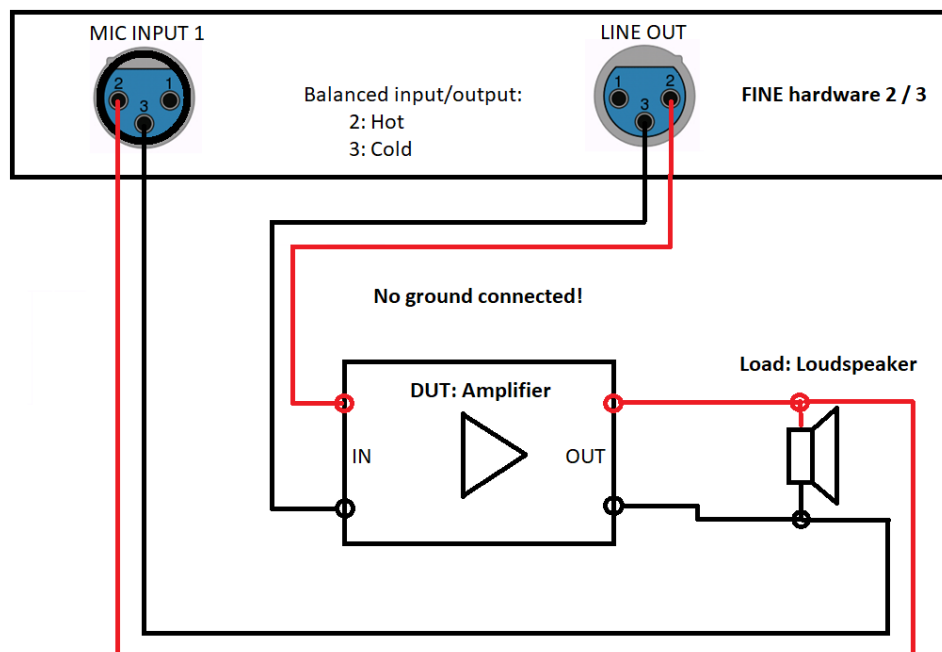 MIC INPUT 1
LINE OUT
2
1
3
1
2
3
Balanced input/output:
2: Hot
3: Cold
FINE hardware 2 / 3
No ground connected!
Load: Loudspeaker
DUT: Amplifier
IN
OUT